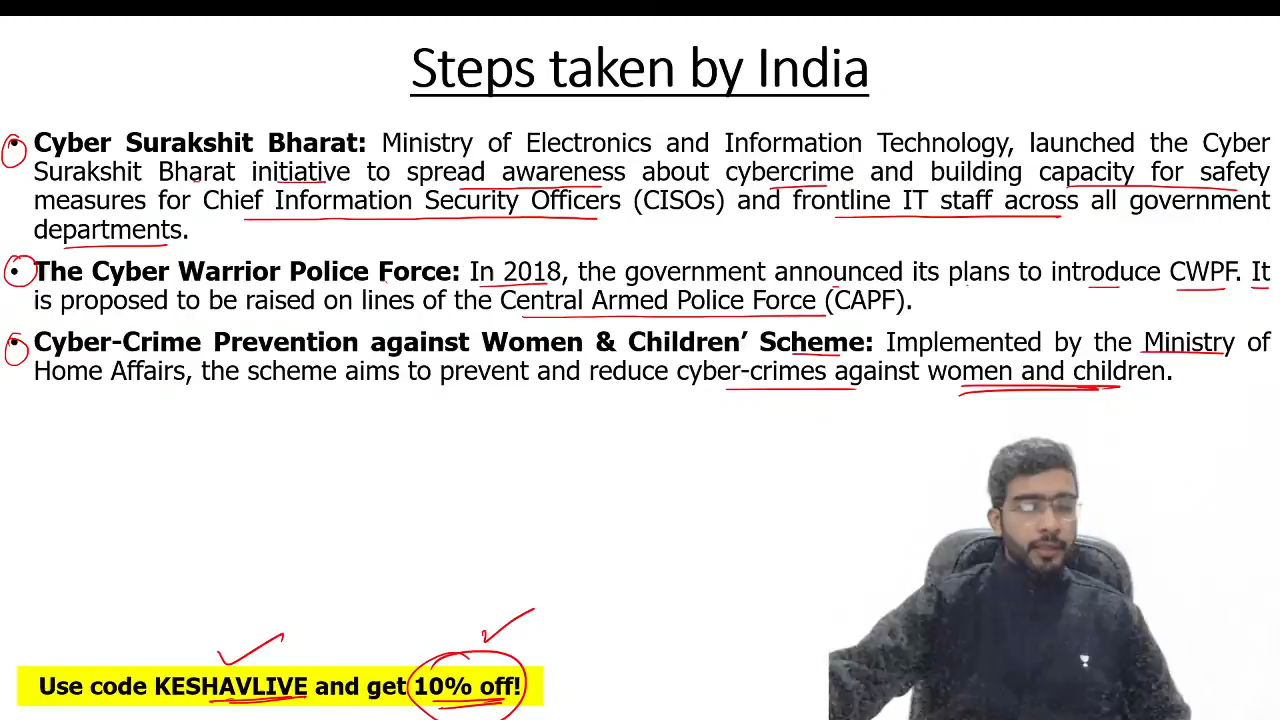 Steps taken by India
• Cyber Surakshit Bharat: Ministry of Electronics and Information Technology, launched the Cyber
Surakshit Bharat initiative to spread awareness about cybercrime and building capacity for safety
measures for Chief Information Security Officers (CISOs) and frontline IT staff across all government
departments.
• The Cyber Warrior Police Force: In 2018, the government announced its plans to introduce CWPF. It
is proposed to be raised on lines of the Central Armed Police Force (CAPF).
• Cyber-Crime Prevention against Women & Children’ Scheme: Implemented by the Ministry of
Home Affairs, the scheme aims to prevent and reduce cyber-crimes against women and children.
Use code KESHAVLIVE and get 10% off!